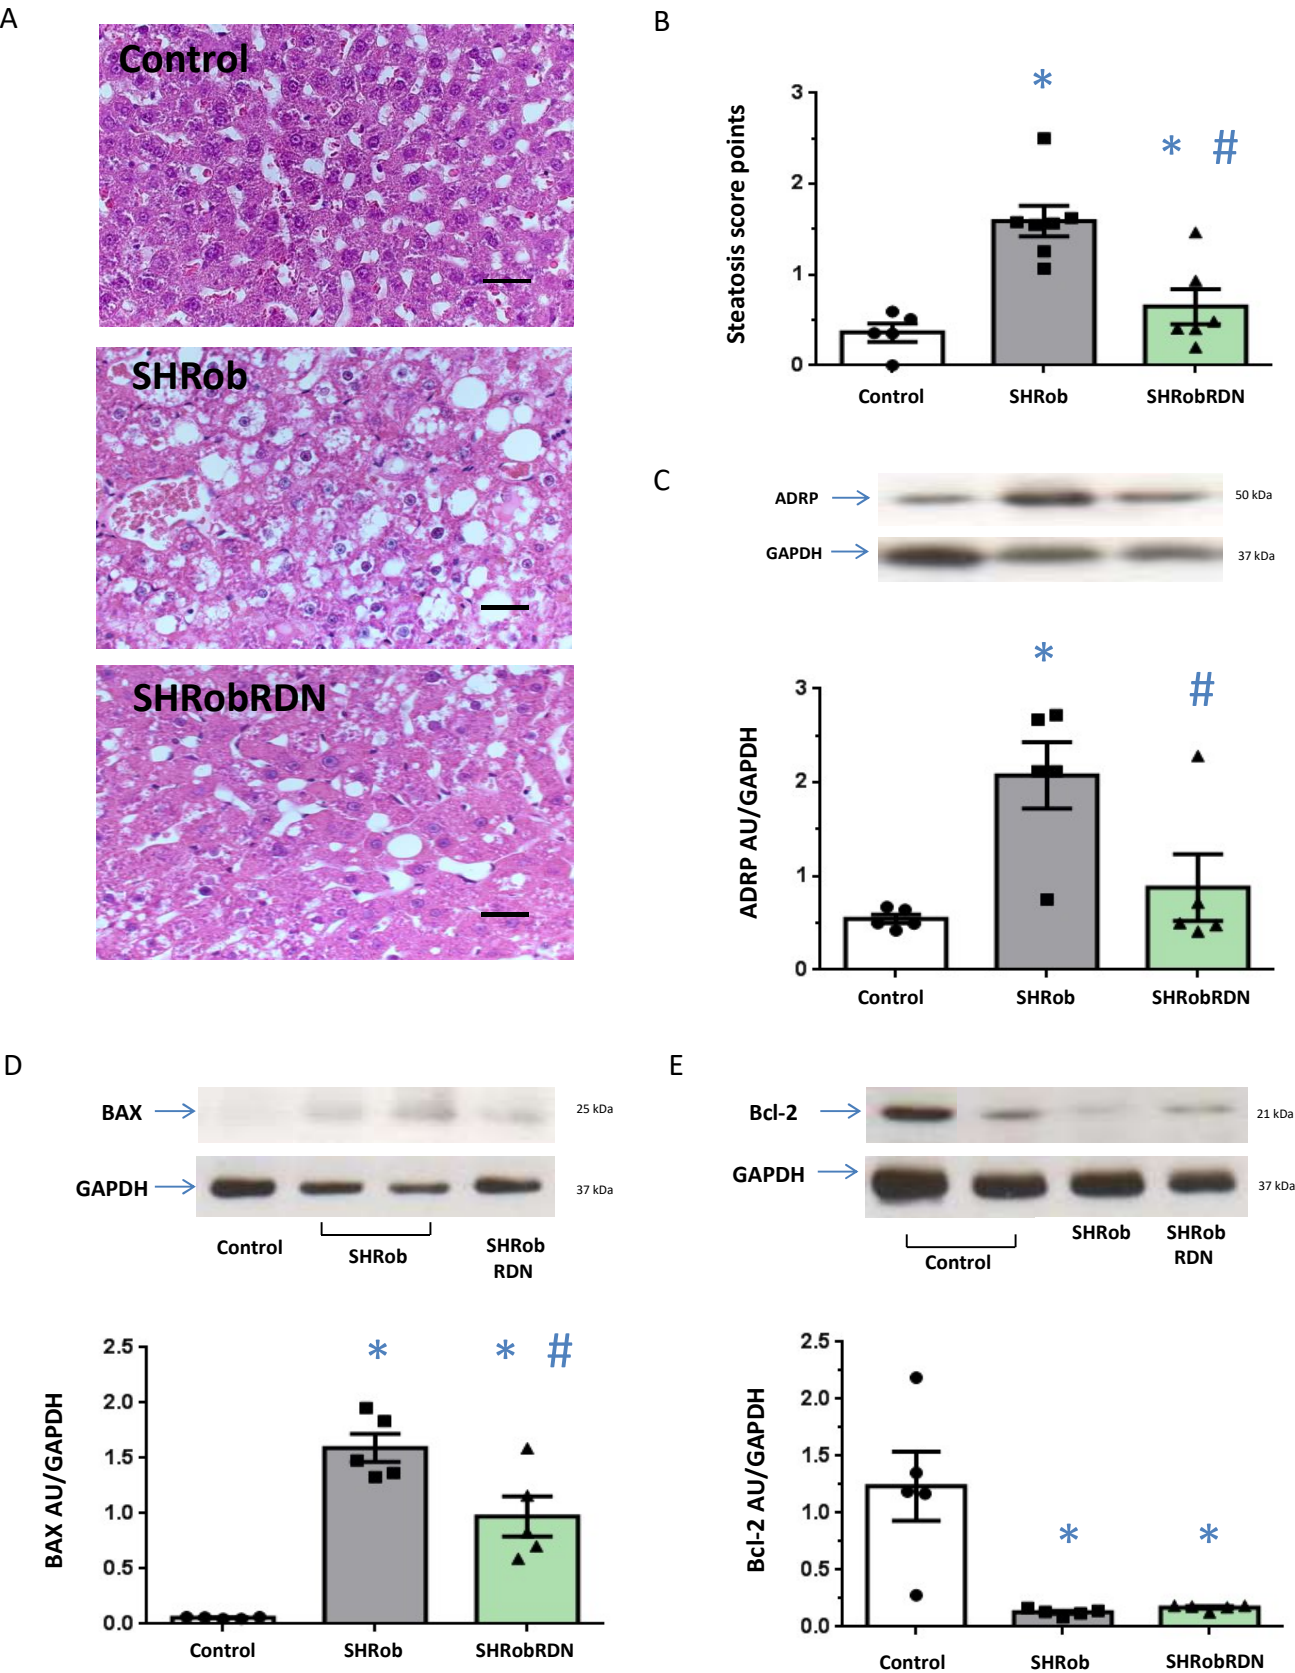 A
Control
SHRob
SHRobRDN
B
Steatosis score points
3
2
1
0
*
* #
Control SHRob SHRobRDN
C
ADRP 50 kDa
GAPDH 37 kDa
ADRP AU/GAPDH
3
2
1
0
*
#
Control SHRob SHRobRDN
D
BAX 25 kDa
GAPDH 37 kDa
Control SHRob SHRob
RDN
BAX AU/GAPDH
2.5
2.0
1.5
1.0
0.5
0.0
*
* #
Control SHRob SHRobRDN
E
Bcl-2 21 kDa
GAPDH 37 kDa
Control SHRob SHRob
RDN
Bcl-2 AU/GAPDH
2.5
2.0
1.5
1.0
0.5
0.0
*
*
Control SHRob SHRobRDN